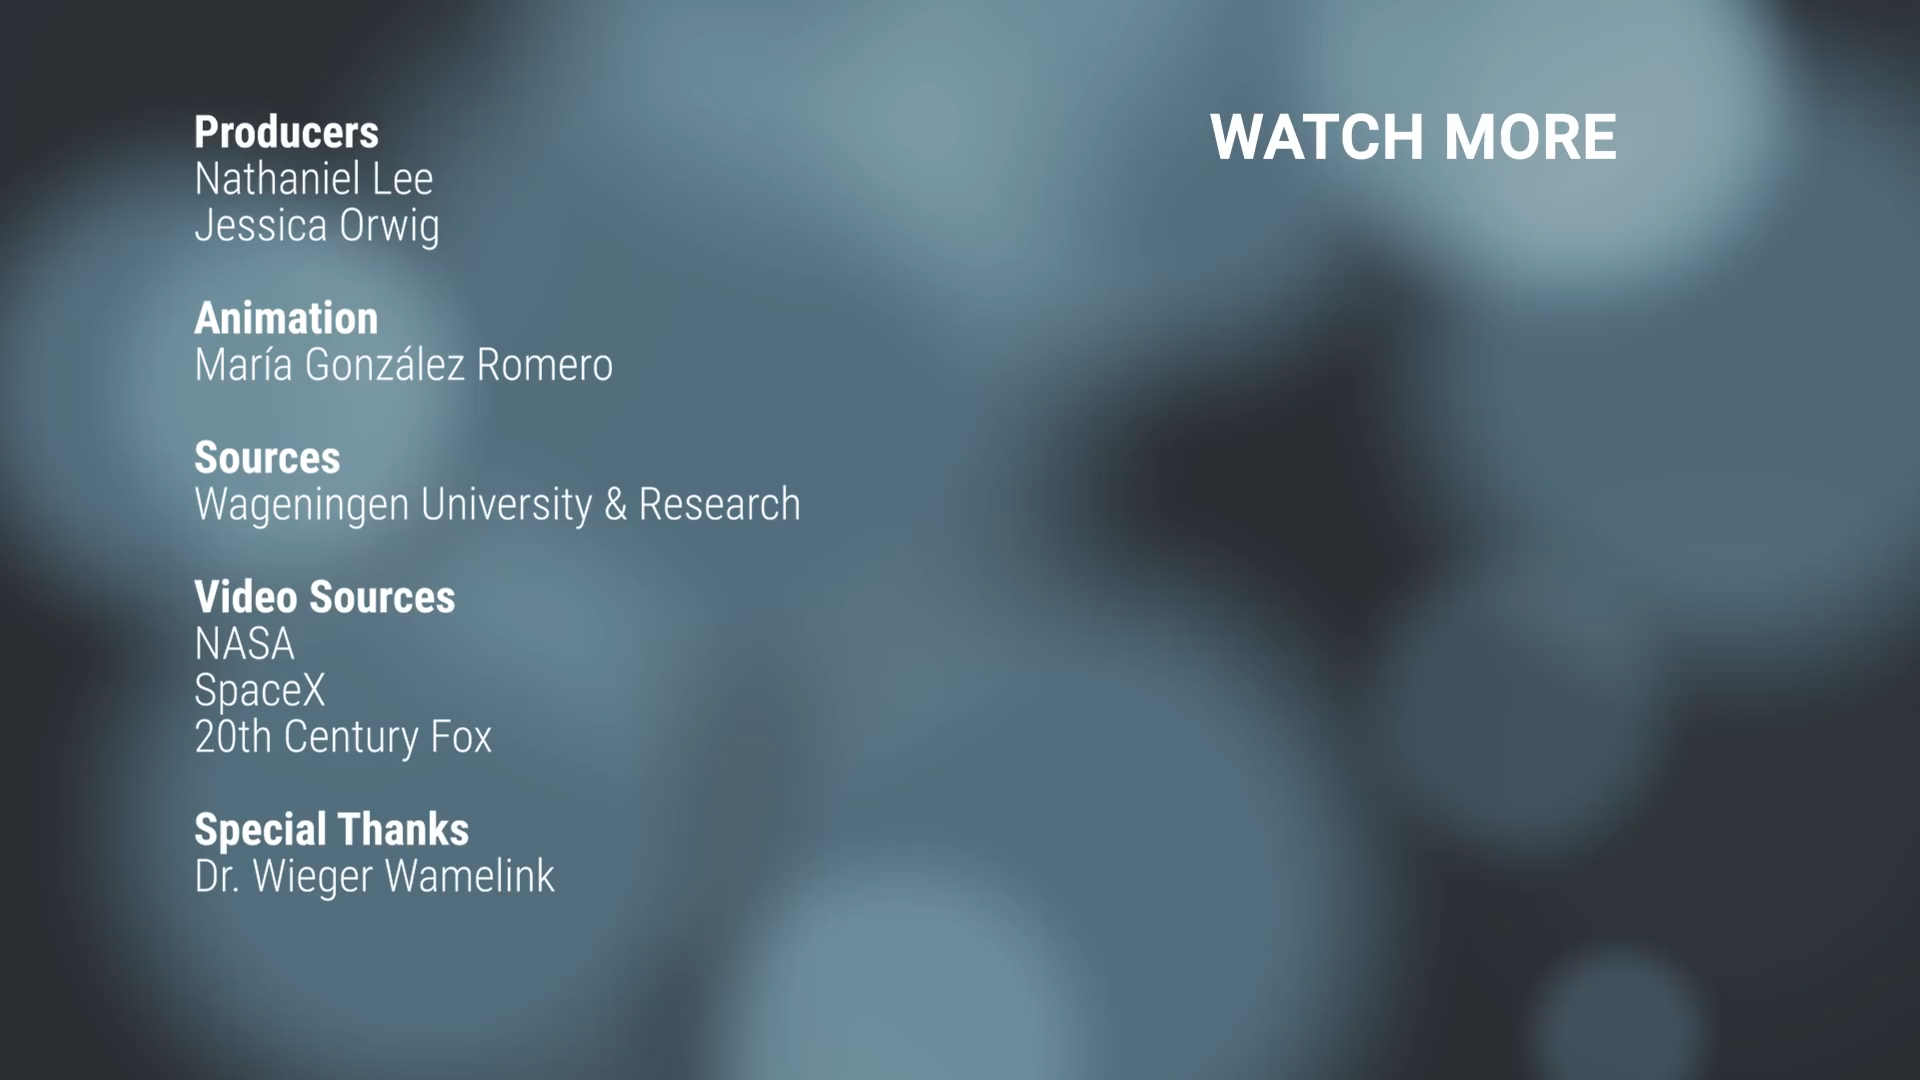 Producers
Nathaniel Lee
Jessica Orwig
Animation
María González Romero
Sources
Wageningen University & Research
Video Sources
NASA
SpaceX
20th Century Fox
Special Thanks
Dr. Wieger Wamelink
WATCH MORE